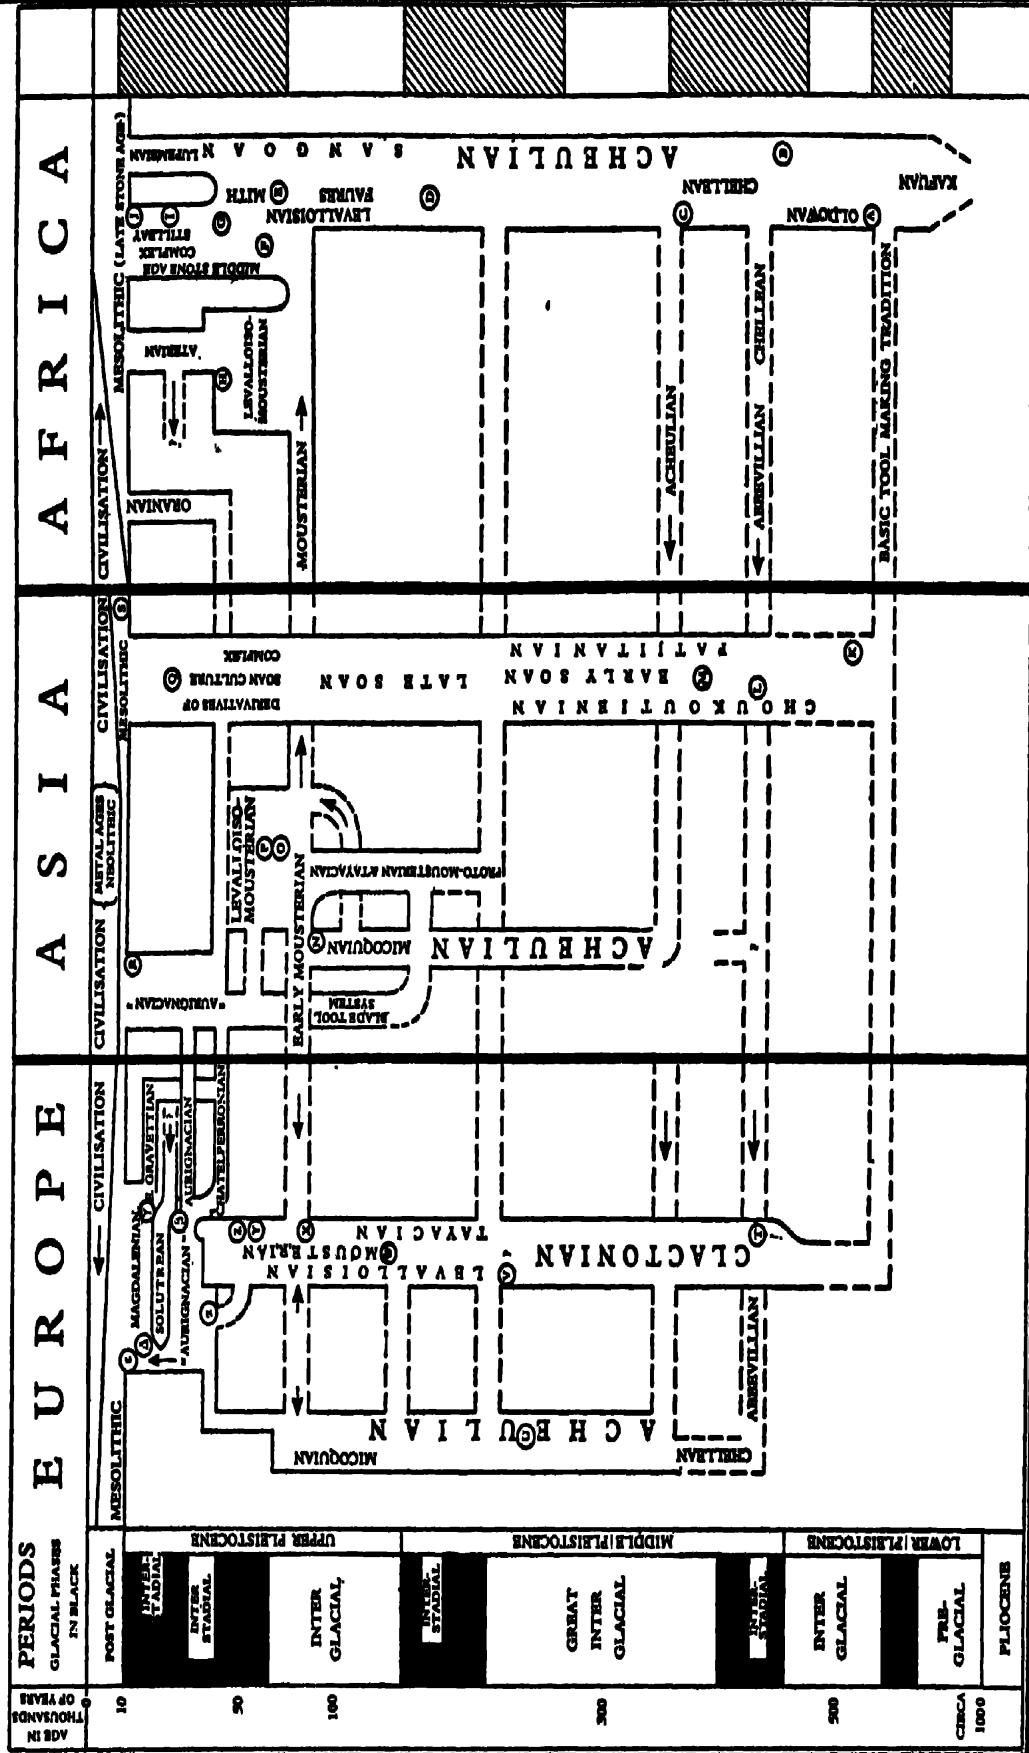 AGE IN
THOUSANDS
OF YEARS
0
10
50
100
300
500
CIRCA
1000
PERIODS
GLACIAL PHASES
IN BLACK
POST GLACIAL
INTER-
STADIAL
INTER
STADIAL
INTER
GLACIAL
INTER-
STADIAL
GREAT
INTER
GLACIAL
INTER-
STADIAL
INTER
GLACIAL
PRE-
GLACIAL
PLIOCENE
UPPER PLEISTOCENE
MIDDLE PLEISTOCENE
LOWER PLEISTOCENE
EUROPE
CIVILISATION
MESOLITHIC
MAGDALENIAN
SOLUTREAN
"AURIGNACIAN"
GRAVETTIAN
AURIGNACIAN
CHATELPERRONIAN
MICOQUIAN
ACHEULIAN
CHELLEAN
ABBEVILLIAN
LEVALLOISIAN
MOUSTERIAN
TAYACIAN
CLACTONIAN
ASIA
CIVILISATION { METAL AGES
NEOLITHIC }
CIVILISATION
MESOLITHIC
"AURIGNACIAN"
LEVALLOISO-
MOUSTERIAN
EARLY MOUSTERIAN
BLADE TOOL
SYSTEM
MICOQUIAN
ACHEULIAN
PROTO-MOUSTERIAN & TAYACIAN
DERIVATIVES OF
SOAN CULTURE
COMPLEX
LATE SOAN
EARLY SOAN
CHOUKOUTIENIAN
PATJITANIAN
AFRICA
CIVILISATION
MESOLITHIC (LATE STONE AGE)
ORANIAN
ATERIAN
LEVALLOISO-
MOUSTERIAN
MOUSTERIAN
MIDDLE STONE AGE
COMPLEX
STILLBAY
LUPEMBIAN
SANGOAN
LEVALLOISIAN
FAURES
MITH
ACHEULIAN
ACHEULIAN
CHELLEAN
ABBEVILLIAN
CHELLEAN
OLDOWAN
KAFUAN
BASIC TOOL MAKING TRADITION